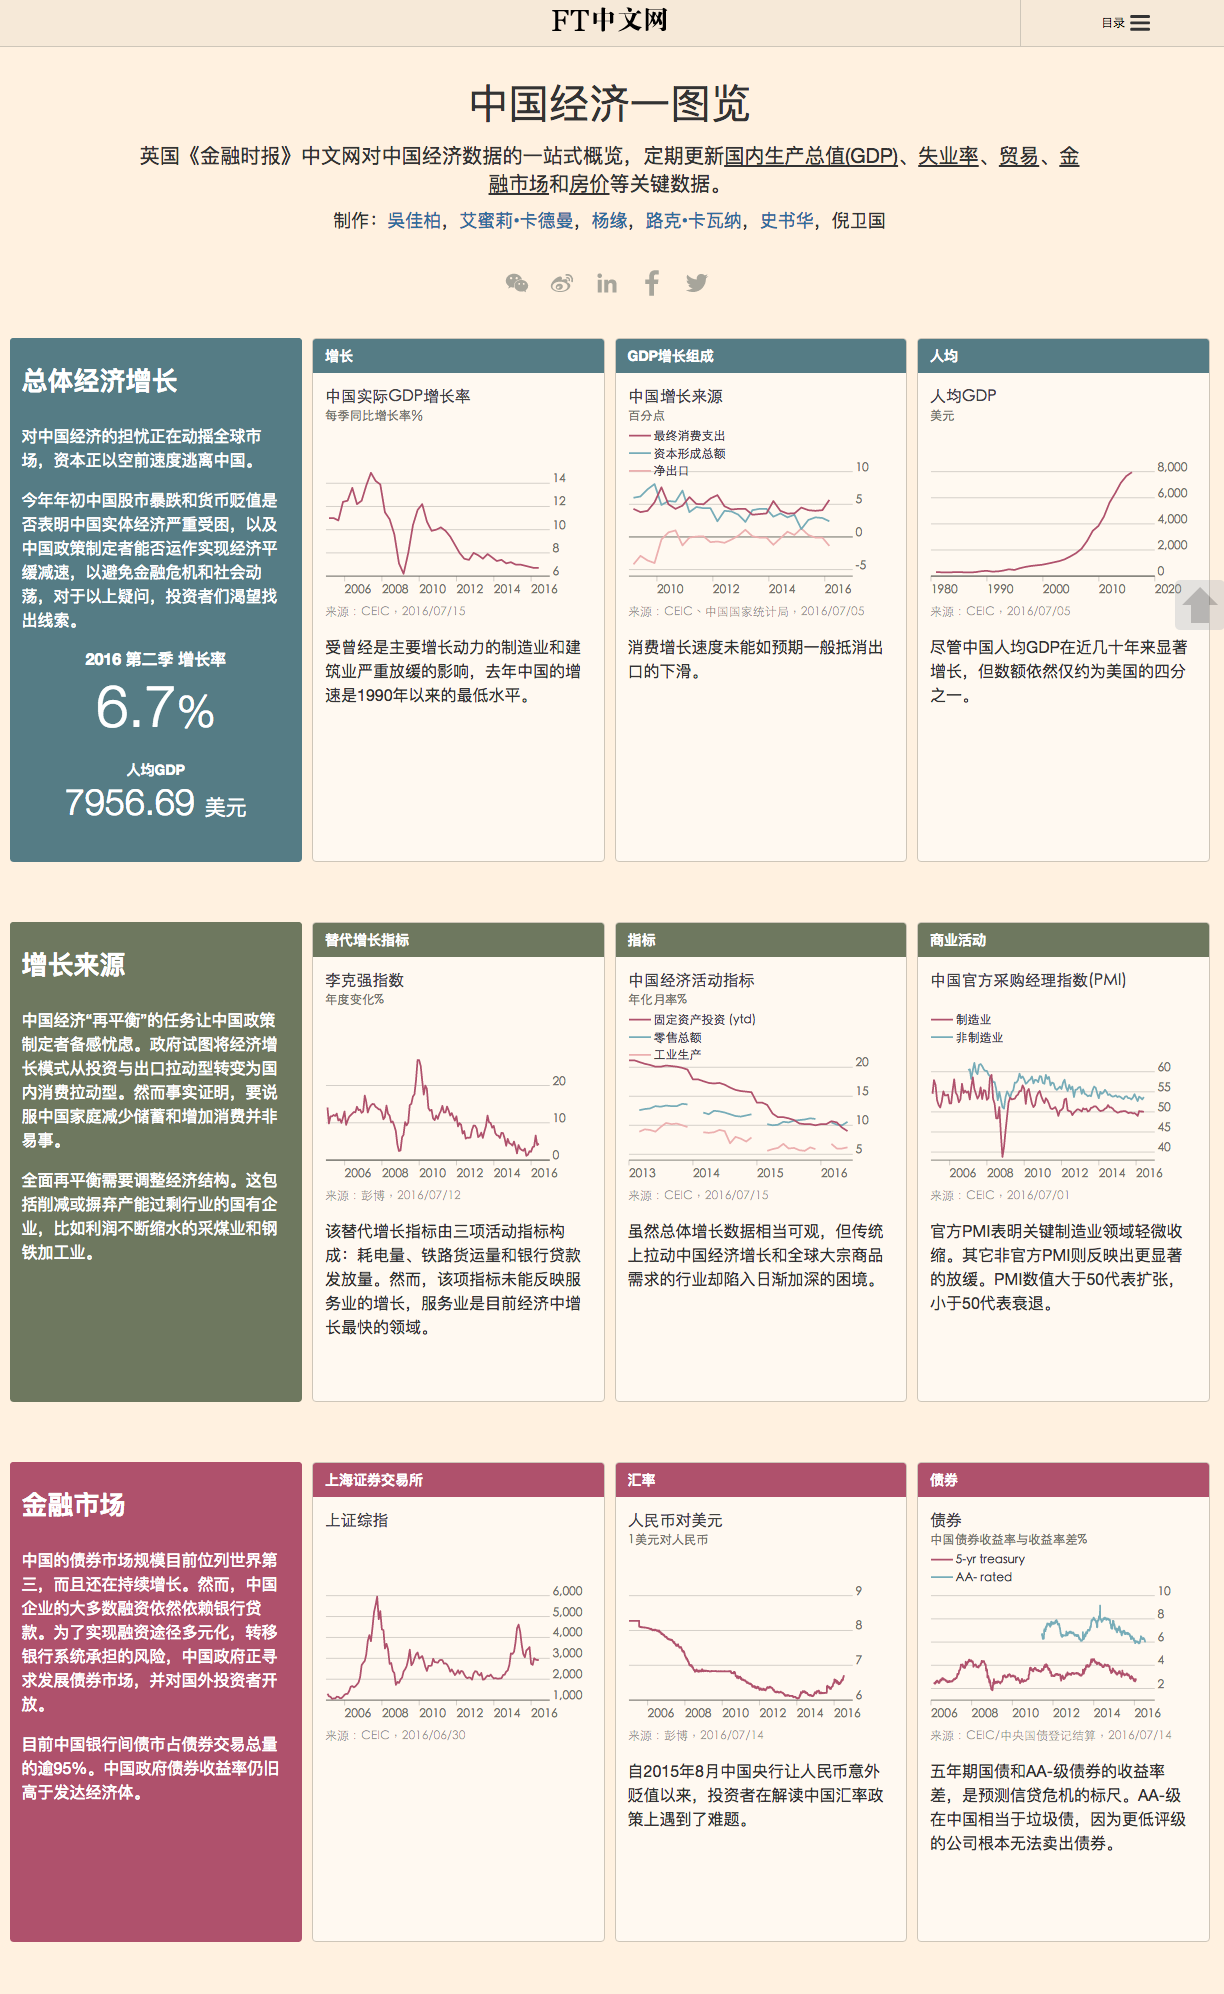 FT中文网
目录
中国经济一图览
英国《金融时报》中文网对中国经济数据的一站式概览，定期更新国内生产总值(GDP)、失业率、贸易、金
融市场和房价等关键数据。
制作：吳佳柏，艾蜜莉•卡德曼，杨缘，路克•卡瓦纳，史书华，倪卫国
总体经济增长
对中国经济的担忧正在动摇全球市
场，资本正以空前速度逃离中国。
今年年初中国股市暴跌和货币贬值是
否表明中国实体经济严重受困，以及
中国政策制定者能否运作实现经济平
缓减速，以避免金融危机和社会动
荡，对于以上疑问，投资者们渴望找
出线索。
2016 第二季 增长率
6.7%
人均GDP
7956.69 美元
增长
中国实际GDP增长率
每季同比增长率%
14
12
10
8
6
2006 2008 2010 2012 2014 2016
来源：CEIC，2016/07/15
受曾经是主要增长动力的制造业和建
筑业严重放缓的影响，去年中国的增
速是1990年以来的最低水平。
GDP增长组成
中国增长来源
百分点
最终消费支出
资本形成总额
净出口
10
5
0
-5
2010 2012 2014 2016
来源：CEIC、中国国家统计局，2016/07/05
消费增长速度未能如预期一般抵消出
口的下滑。
人均
人均GDP
美元
8,000
6,000
4,000
2,000
0
1980 1990 2000 2010 2020
来源：CEIC，2016/07/05
尽管中国人均GDP在近几十年来显著
增长，但数额依然仅约为美国的四分
之一。
增长来源
中国经济“再平衡”的任务让中国政策
制定者备感忧虑。政府试图将经济增
长模式从投资与出口拉动型转变为国
内消费拉动型。然而事实证明，要说
服中国家庭减少储蓄和增加消费并非
易事。
全面再平衡需要调整经济结构。这包
括削减或摒弃产能过剩行业的国有企
业，比如利润不断缩水的采煤业和钢
铁加工业。
替代增长指标
李克强指数
年度变化%
20
10
0
2006 2008 2010 2012 2014 2016
来源：彭博，2016/07/12
该替代增长指标由三项活动指标构
成：耗电量、铁路货运量和银行贷款
发放量。然而，该项指标未能反映服
务业的增长，服务业是目前经济中增
长最快的领域。
指标
中国经济活动指标
年化月率%
固定资产投资 (ytd)
零售总额
工业生产
20
15
10
5
2013 2014 2015 2016
来源：CEIC，2016/07/15
虽然总体增长数据相当可观，但传统
上拉动中国经济增长和全球大宗商品
需求的行业却陷入日渐加深的困境。
商业活动
中国官方采购经理指数(PMI)
制造业
非制造业
60
55
50
45
40
2006 2008 2010 2012 2014 2016
来源：CEIC，2016/07/01
官方PMI表明关键制造业领域轻微收
缩。其它非官方PMI则反映出更显著
的放缓。PMI数值大于50代表扩张，
小于50代表衰退。
金融市场
中国的债券市场规模目前位列世界第
三，而且还在持续增长。然而，中国
企业的大多数融资依然依赖银行贷
款。为了实现融资途径多元化，转移
银行系统承担的风险，中国政府正寻
求发展债券市场，并对国外投资者开
放。
目前中国银行间债市占债券交易总量
的逾95%。中国政府债券收益率仍旧
高于发达经济体。
上海证券交易所
上证综指
6,000
5,000
4,000
3,000
2,000
1,000
2006 2008 2010 2012 2014 2016
来源：CEIC，2016/06/30
汇率
人民币对美元
1美元对人民币
9
8
7
6
2006 2008 2010 2012 2014 2016
来源：彭博，2016/07/14
自2015年8月中国央行让人民币意外
贬值以来，投资者在解读中国汇率政
策上遇到了难题。
债券
债券
中国债券收益率与收益率差%
5-yr treasury
AA- rated
10
8
6
4
2
2006 2008 2010 2012 2014 2016
来源：CEIC/中央国债登记结算，2016/07/14
五年期国债和AA-级债券的收益率
差，是预测信贷危机的标尺。AA-级
在中国相当于垃圾债，因为更低评级
的公司根本无法卖出债券。